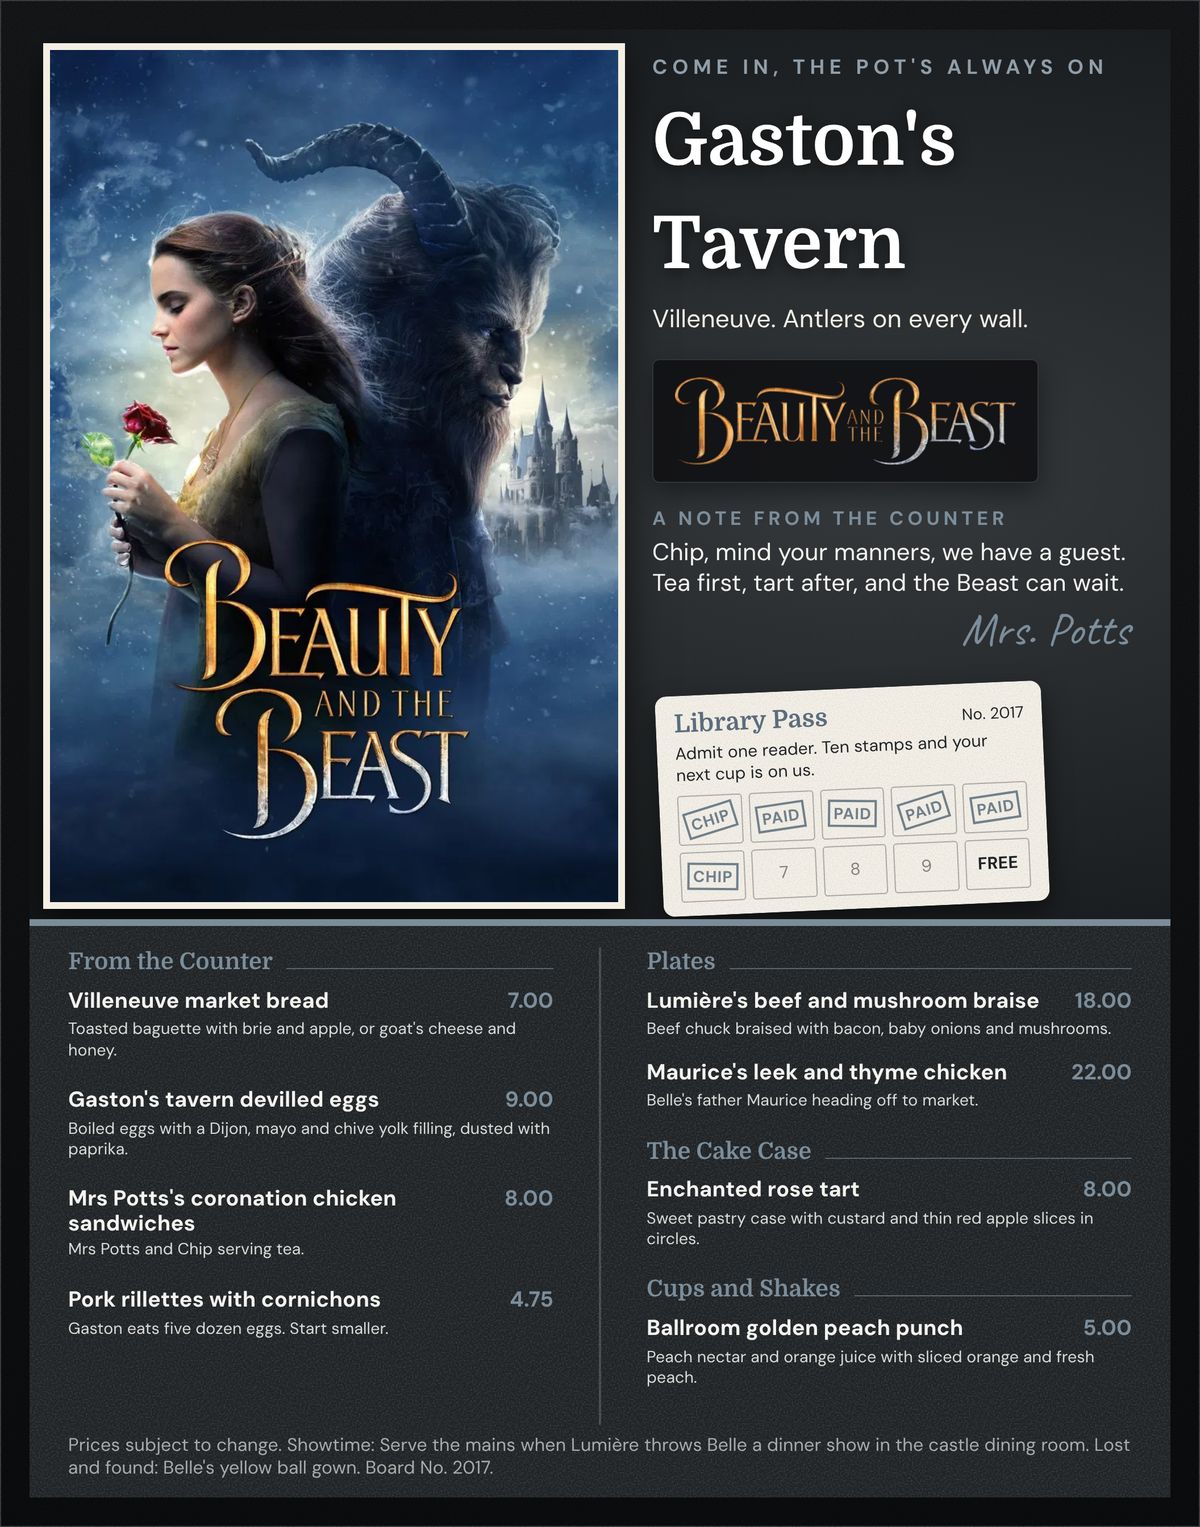 BEAUTY
AND THE
BEAST
COME IN, THE POT'S ALWAYS ON
Gaston's
Tavern
Villeneuve. Antlers on every wall.
BEAUTY AND THE BEAST
A NOTE FROM THE COUNTER
Chip, mind your manners, we have a guest.
Tea first, tart after, and the Beast can wait.
Mrs. Potts
Library Pass No. 2017
Admit one reader. Ten stamps and your
next cup is on us.
CHIP PAID PAID PAID PAID
CHIP 7 8 9 FREE
From the Counter
Villeneuve market bread 7.00
Toasted baguette with brie and apple, or goat's cheese and
honey.
Gaston's tavern devilled eggs 9.00
Boiled eggs with a Dijon, mayo and chive yolk filling, dusted with
paprika.
Mrs Potts's coronation chicken 8.00
sandwiches
Mrs Potts and Chip serving tea.
Pork rillettes with cornichons 4.75
Gaston eats five dozen eggs. Start smaller.
Plates
Lumière's beef and mushroom braise 18.00
Beef chuck braised with bacon, baby onions and mushrooms.
Maurice's leek and thyme chicken 22.00
Belle's father Maurice heading off to market.
The Cake Case
Enchanted rose tart 8.00
Sweet pastry case with custard and thin red apple slices in
circles.
Cups and Shakes
Ballroom golden peach punch 5.00
Peach nectar and orange juice with sliced orange and fresh
peach.
Prices subject to change. Showtime: Serve the mains when Lumière throws Belle a dinner show in the castle dining room. Lost
and found: Belle's yellow ball gown. Board No. 2017.